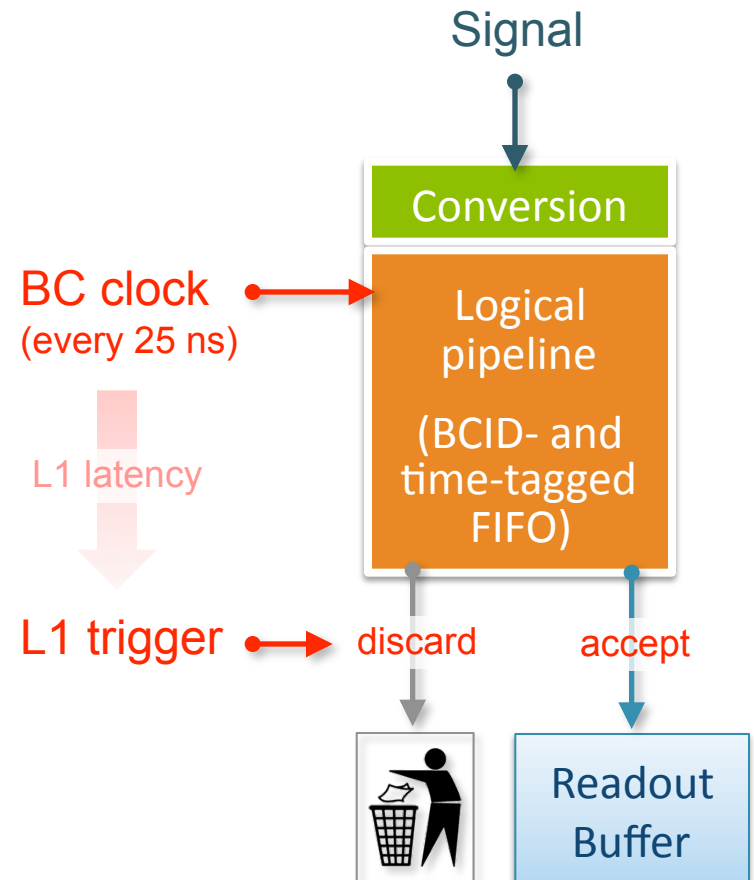 Signal
Conversion
BC clock
(every 25 ns)
Logical
pipeline
(BCID- and
time-tagged
FIFO)
L1 latency
L1 trigger
discard
accept
Readout
Buffer